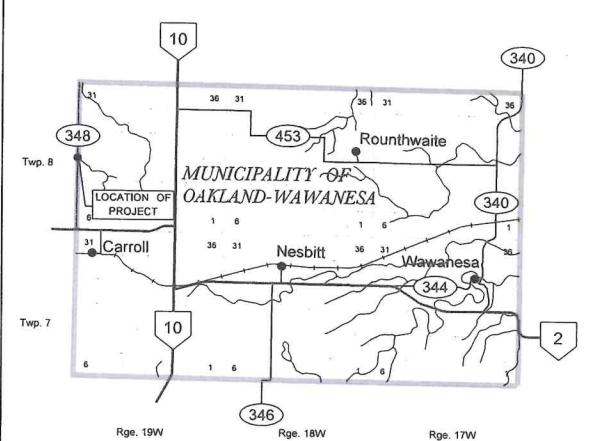 10
340
31
36 31
36 31
36
348
453
Rounthwaite
Twp. 8
MUNICIPALITY OF
OAKLAND-WAWANESA
LOCATION OF
PROJECT
340
6
1 6
1 6
1
31
Carroll
36 31
Nesbitt
36 31
Wawanesa
36
344
Twp. 7
10
2
6
1 6
6
346
Rge. 19W
Rge. 18W
Rge. 17W